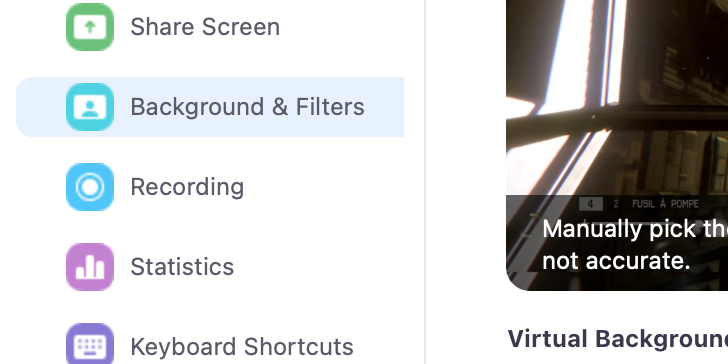 Share Screen
Background & Filters
Recording
Statistics
Keyboard Shortcuts
4 2 FUSIL À POMPE
Manually pick the
not accurate.
Virtual Background